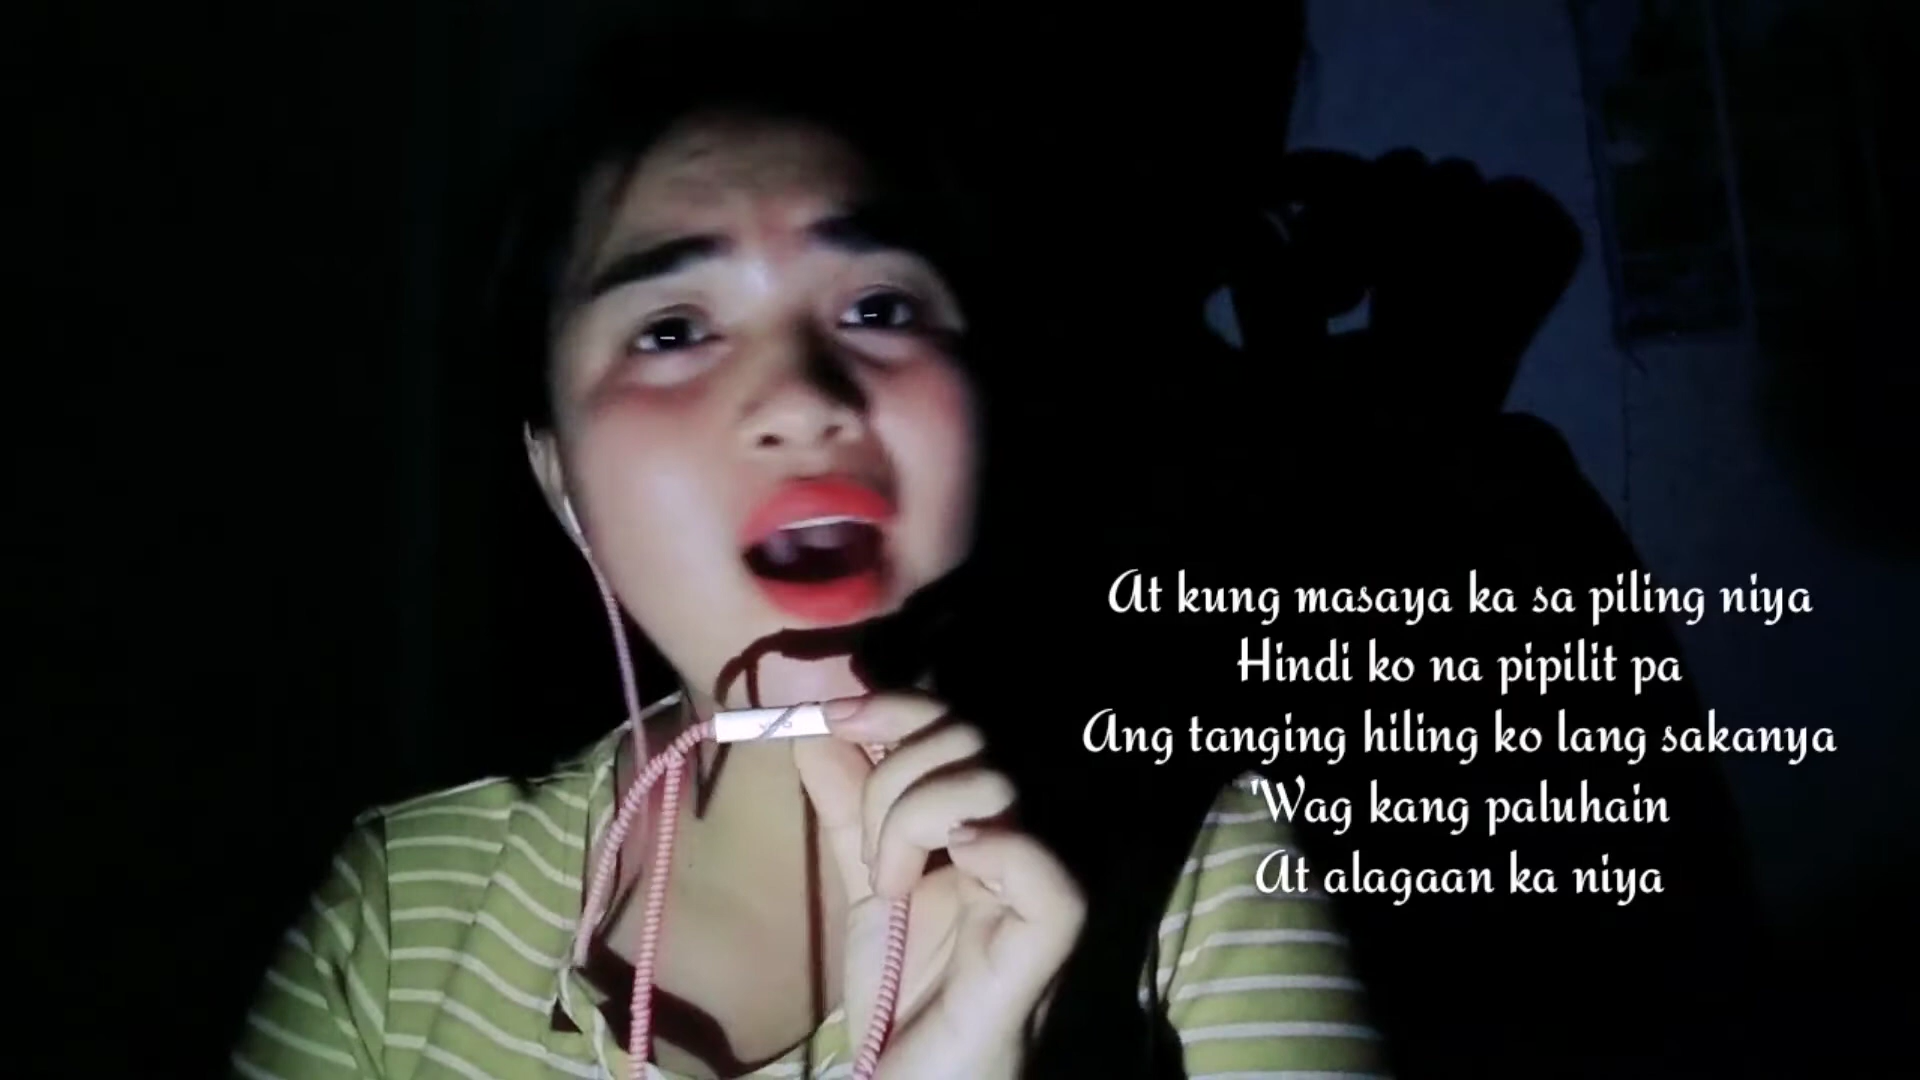 At kung masaya ka sa piling niya
Hindi ko na pipilit pa
Ang tanging hiling ko lang sakanya
'Wag kang paluhain
At alagaan ka niya